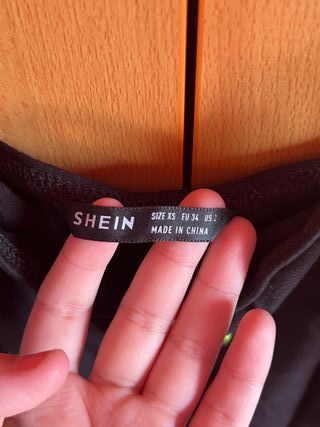 SHEIN
SIZE XS EU 34 US 2
MADE IN CHINA